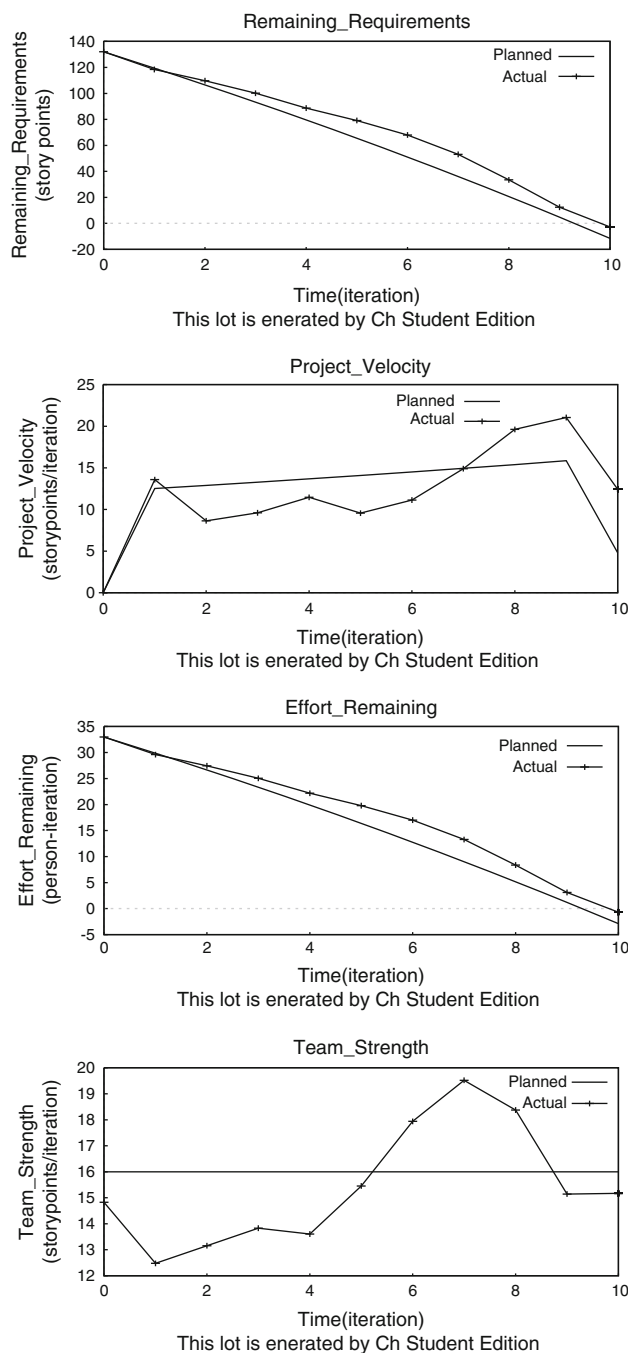 Remaining_Requirements
Remaining_Requirements
(story points)
140
120
100
80
60
40
20
0
-20
Planned
Actual
0 2 4 6 8 10
Time(iteration)
This lot is enerated by Ch Student Edition
Project_Velocity
Project_Velocity
(storypoints/iteration)
25
20
15
10
5
0
Planned
Actual
0 2 4 6 8 10
Time(iteration)
This lot is enerated by Ch Student Edition
Effort_Remaining
Effort_Remaining
(person-iteration)
35
30
25
20
15
10
5
0
-5
Planned
Actual
0 2 4 6 8 10
Time(iteration)
This lot is enerated by Ch Student Edition
Team_Strength
Team_Strength
(storypoints/iteration)
20
19
18
17
16
15
14
13
12
Planned
Actual
0 2 4 6 8 10
Time(iteration)
This lot is enerated by Ch Student Edition